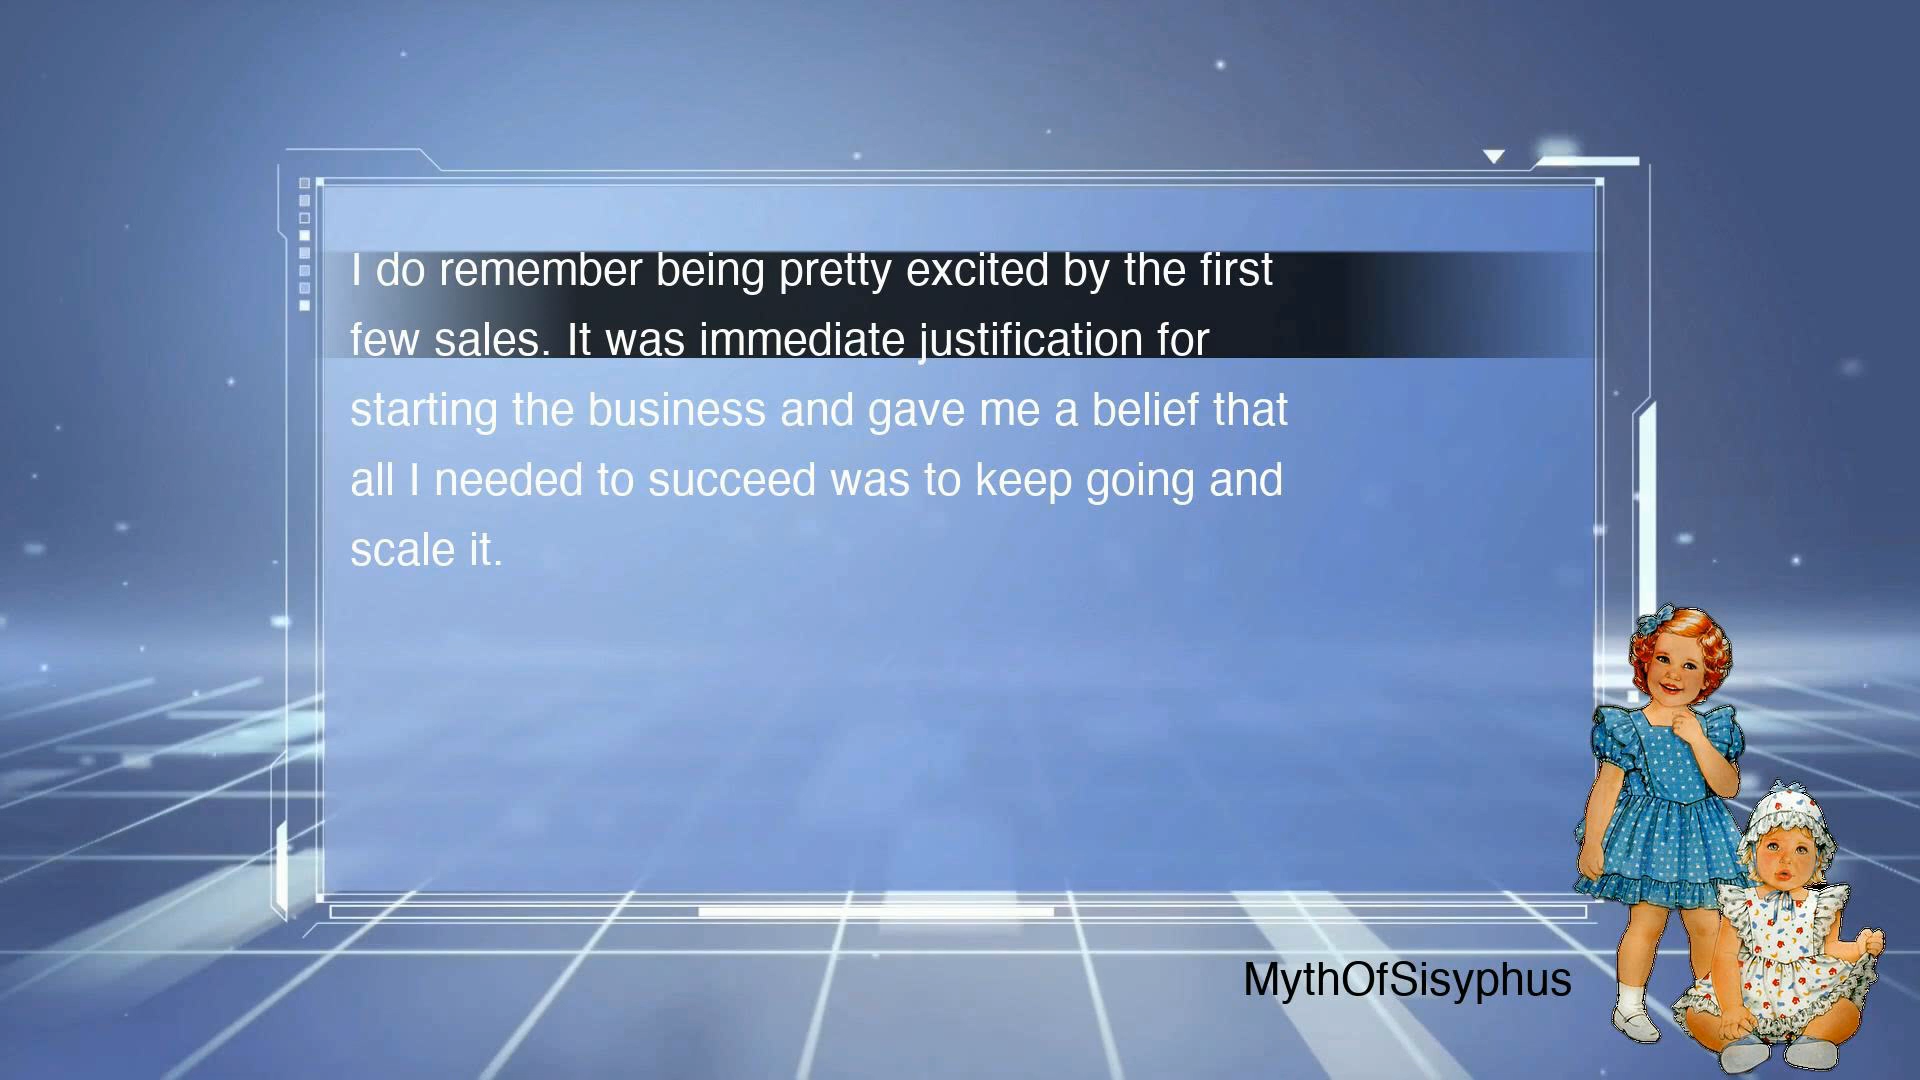 I do remember being pretty excited by the first
few sales. It was immediate justification for
starting the business and gave me a belief that
all I needed to succeed was to keep going and
scale it.
MythOfSisyphus